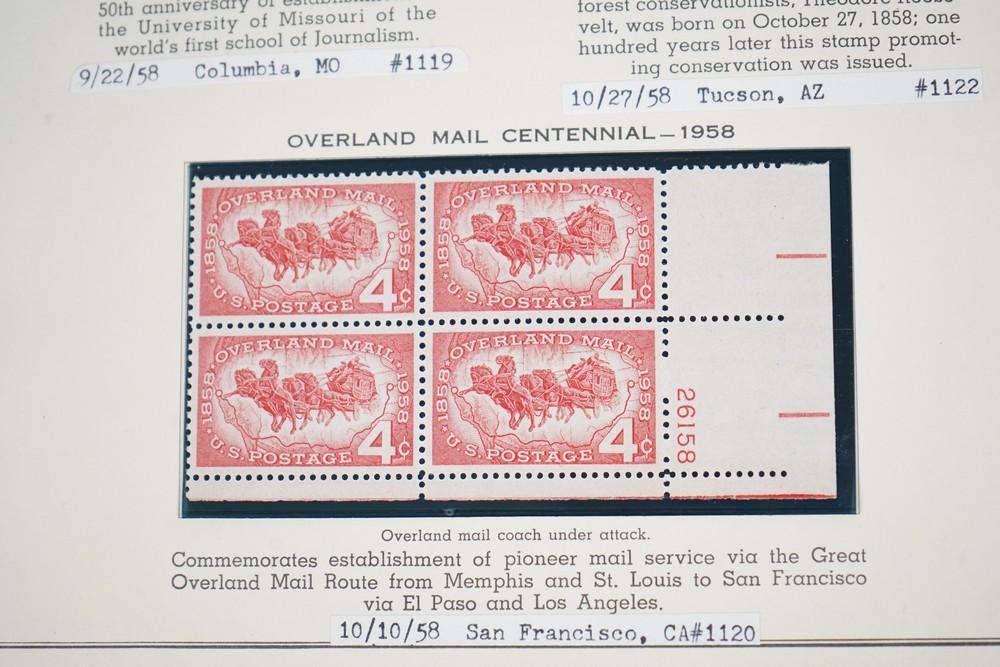 50th anniversary of
the University of Missouri of the
world's first school of Journalism.
9/22/58 Columbia, MO #1119
forest conservationists, Theodore Roose-
velt, was born on October 27, 1858; one
hundred years later this stamp promot-
ing conservation was issued.
10/27/58 Tucson, AZ #1122
OVERLAND MAIL CENTENNIAL—1958
1858 · OVERLAND MAIL · 1958
U.S. POSTAGE 4c
1858 · OVERLAND MAIL · 1958
U.S. POSTAGE 4c
1858 · OVERLAND MAIL · 1958
U.S. POSTAGE 4c
1858 · OVERLAND MAIL · 1958
U.S. POSTAGE 4c
26158
Overland mail coach under attack.
Commemorates establishment of pioneer mail service via the Great
Overland Mail Route from Memphis and St. Louis to San Francisco
via El Paso and Los Angeles.
10/10/58 San Francisco, CA#1120